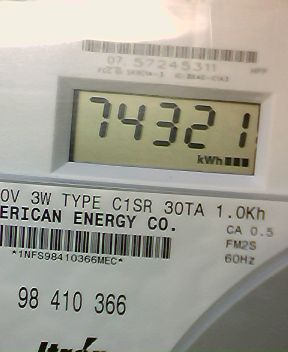 07. 57245311
74321
kWh
0V 3W TYPE C1SR 30TA 1.0Kh
ERICAN ENERGY CO.
CA 0.5
FM2S
60Hz
*1NFS98410366MEC*
98 410 366
Itrón